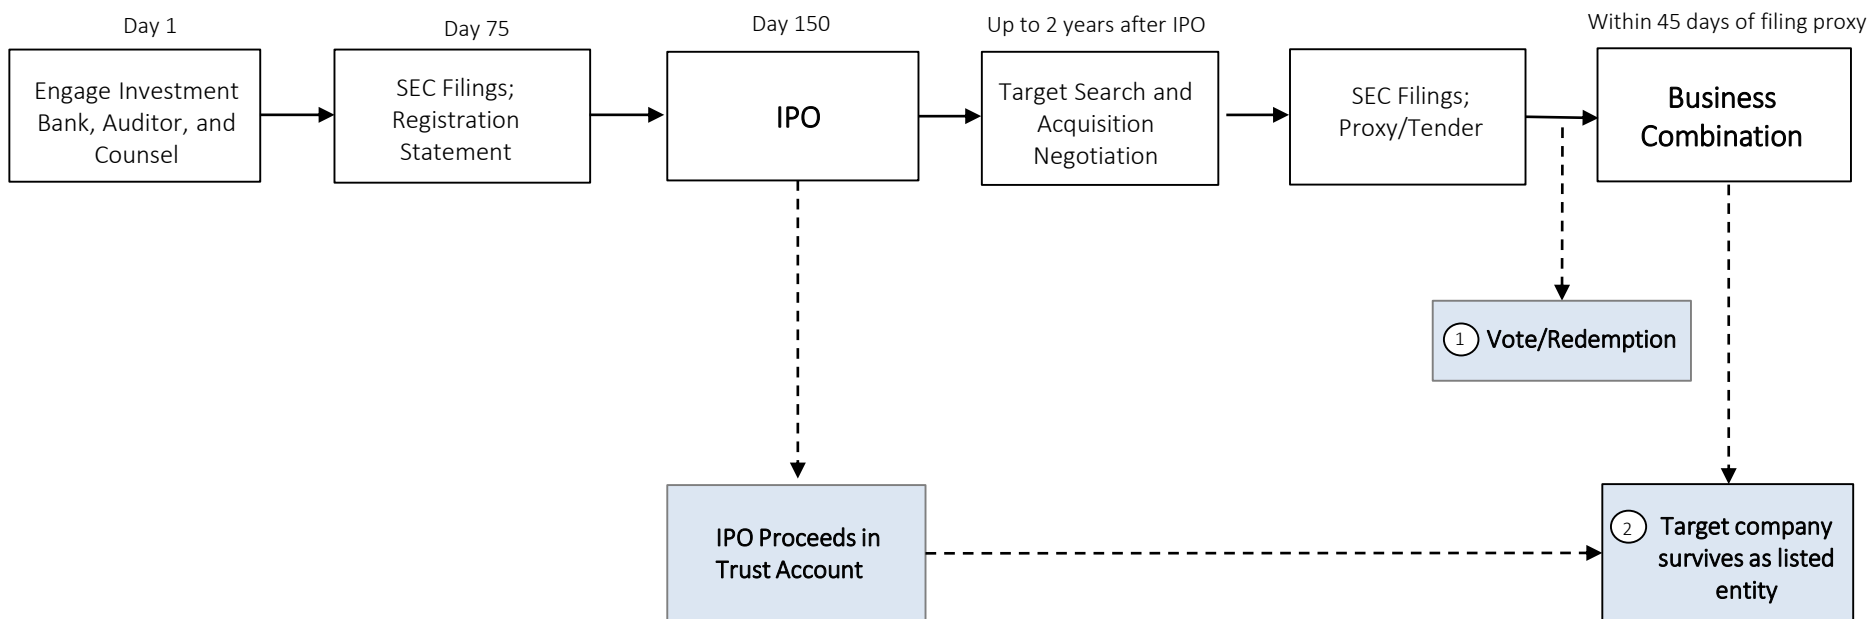 Day 1
Day 75
Day 150
Up to 2 years after IPO
Within 45 days of filing proxy
Engage Investment
Bank, Auditor, and
Counsel
SEC Filings;
Registration
Statement
IPO
Target Search and
Acquisition
Negotiation
SEC Filings;
Proxy/Tender
Business
Combination
1 Vote/Redemption
IPO Proceeds in
Trust Account
2 Target company
survives as listed
entity